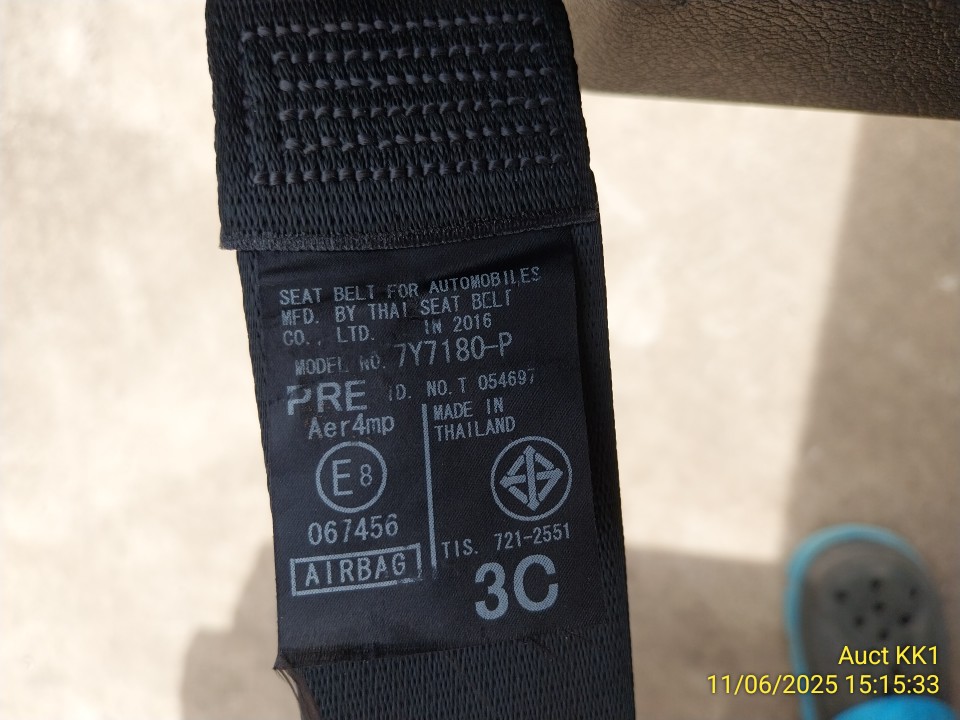 SEAT BELT FOR AUTOMOBILES
MFD. BY THAI SEAT BELT
CO., LTD. IN 2016
MODEL NO. 7Y7180-P
PRE ID. NO. T 054697
Aer4mp
MADE IN
THAILAND
E8
067456
AIRBAG
TIS. 721-2551
3C
Auct KK1
11/06/2025 15:15:33